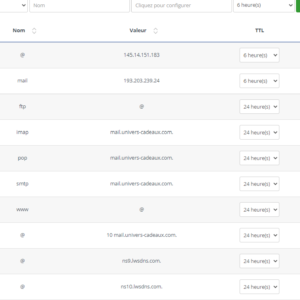 Nom Cliquez pour configurer 6 heure(s)
Nom Valeur TTL
@ 145.14.151.183 6 heure(s)
mail 193.203.239.24 6 heure(s)
ftp @ 24 heure(s)
imap mail.univers-cadeaux.com. 24 heure(s)
pop mail.univers-cadeaux.com. 24 heure(s)
smtp mail.univers-cadeaux.com. 24 heure(s)
www @ 24 heure(s)
@ 10 mail.univers-cadeaux.com. 24 heure(s)
@ ns9.lwsdns.com. 24 heure(s)
@ ns10.lwsdns.com. 24 heure(s)